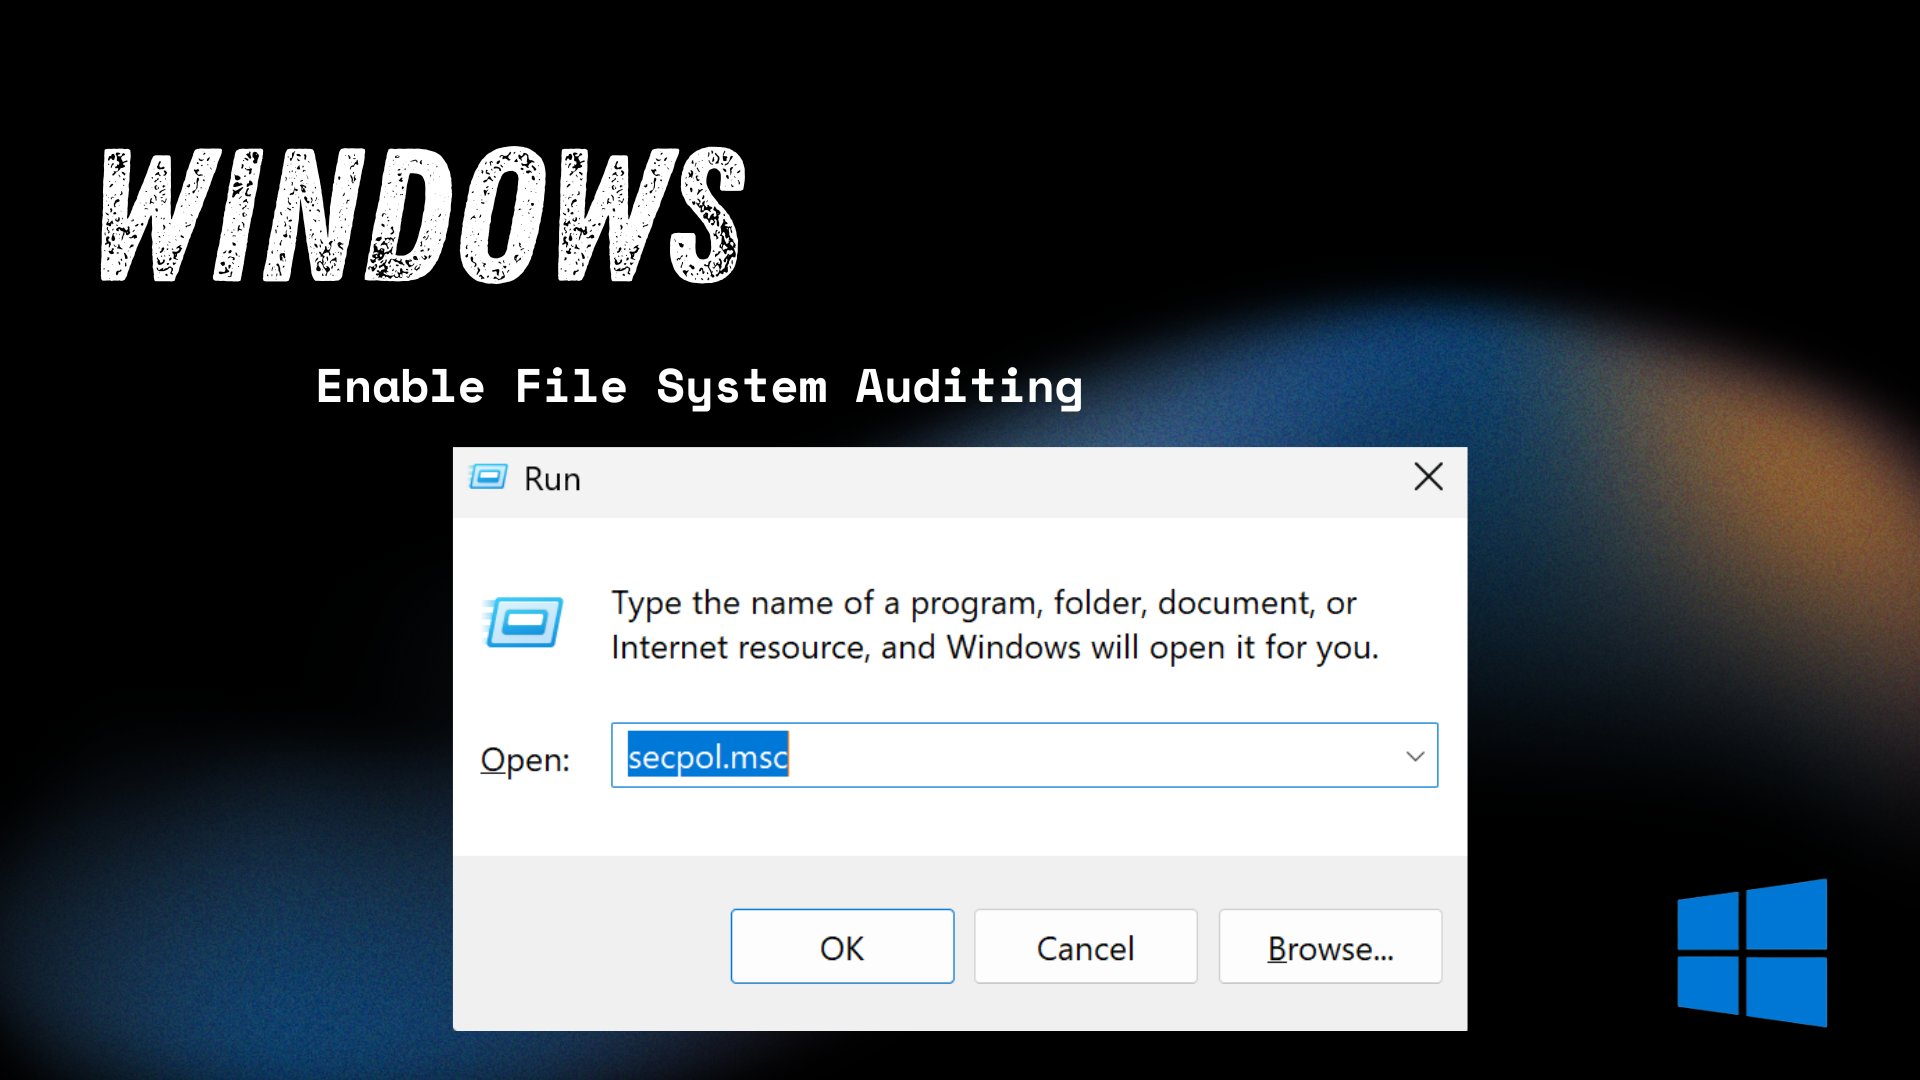 WINDOWS
Enable File System Auditing
Run
Type the name of a program, folder, document, or
Internet resource, and Windows will open it for you.
Open:
secpol.msc
OK
Cancel
Browse...